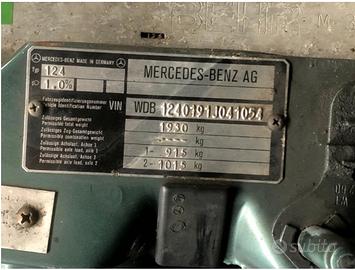 MERCEDES-BENZ MADE IN GERMANY
Typ 124
1.0%
MERCEDES-BENZ AG
Fahrzeugidentifizierungsnummer
Vehicle Identification Number
VIN
WDB 1240191J041054
Zulässiges Gesamtgewicht
Permissible total weight
1930 kg
Zulässiges Zug-Gesamtgewicht
Permissible combination weight
kg
Zulässige Achslast, Achse 1
Permissible axle load, axle 1
1- 915 kg
Zulässige Achslast, Achse 2
Permissible axle load, axle 2
2- 1015 kg
subito